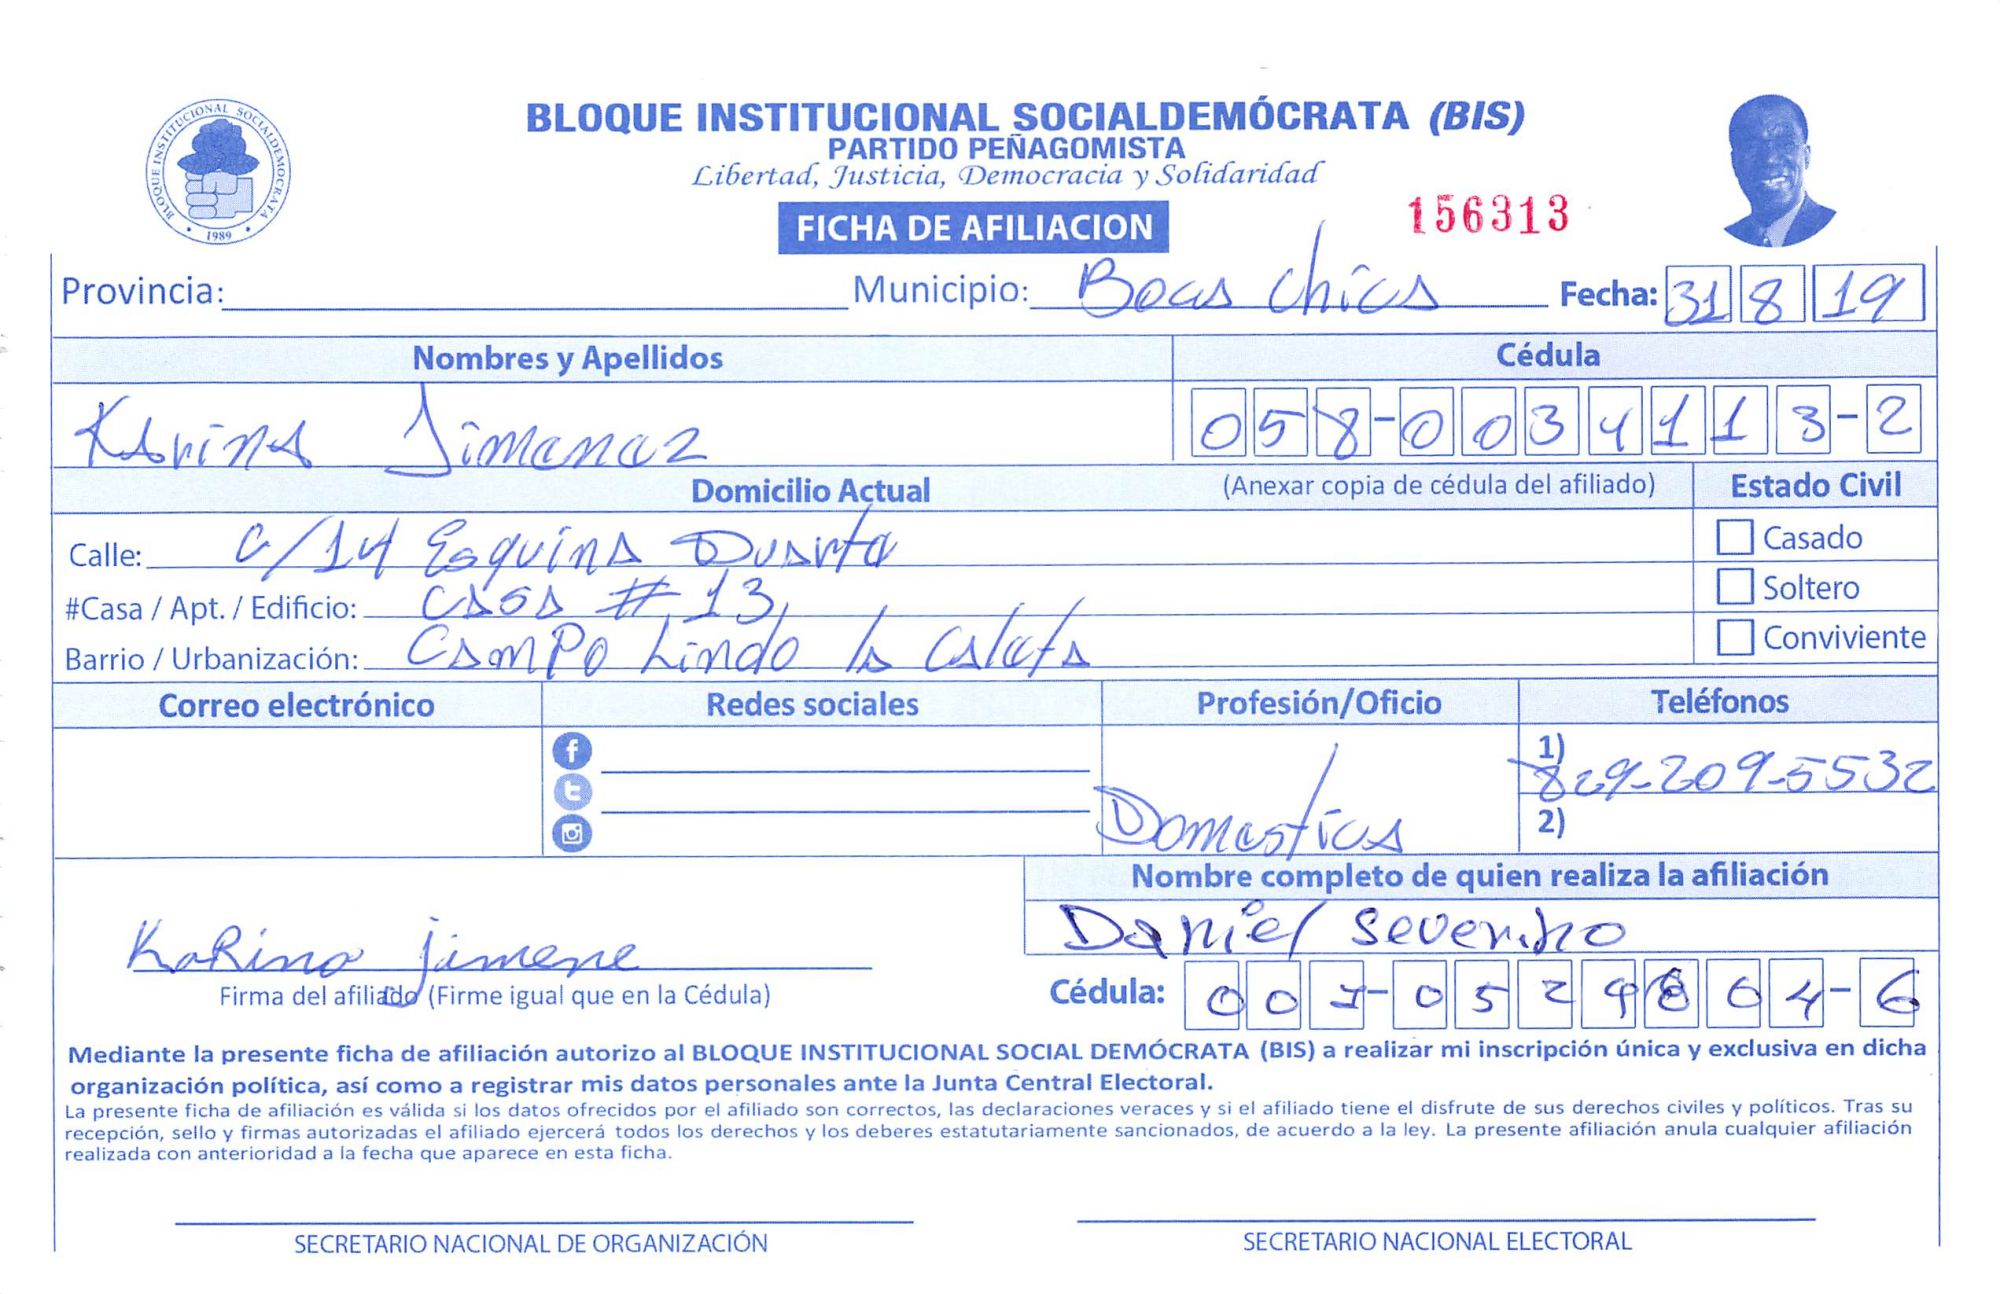 BLOQUE INSTITUCIONAL SOCIALDEMÓCRATA (BIS)
PARTIDO PEÑAGOMISTA
Libertad, Justicia, Democracia y Solidaridad
BLOQUE INSTITUCIONAL SOCIALDEMOCRATA
1989
FICHA DE AFILIACION
156313
Provincia: Municipio: Boca Chica Fecha: 31 8 19
Nombres y Apellidos Cédula
Karina Jimenez 058-0034113-2
Domicilio Actual (Anexar copia de cédula del afiliado) Estado Civil
Calle: C/14 Esquina Duarte Casado
#Casa / Apt. / Edificio: Casa # 13 Soltero
Barrio / Urbanización: Campo Lindo la Caleta Conviviente
Correo electrónico Redes sociales Profesión/Oficio Teléfonos
Domestica
1) 829-209-5532
2)
Nombre completo de quien realiza la afiliación
Daniel Severino
Karina jimene
Firma del afiliado (Firme igual que en la Cédula) Cédula: 001-0529864-6
Mediante la presente ficha de afiliación autorizo al BLOQUE INSTITUCIONAL SOCIAL DEMÓCRATA (BIS) a realizar mi inscripción única y exclusiva en dicha
organización política, así como a registrar mis datos personales ante la Junta Central Electoral.
La presente ficha de afiliación es válida si los datos ofrecidos por el afiliado son correctos, las declaraciones veraces y si el afiliado tiene el disfrute de sus derechos civiles y políticos. Tras su
recepción, sello y firmas autorizadas el afiliado ejercerá todos los derechos y los deberes estatutariamente sancionados, de acuerdo a la ley. La presente afiliación anula cualquier afiliación
realizada con anterioridad a la fecha que aparece en esta ficha.
SECRETARIO NACIONAL DE ORGANIZACIÓN SECRETARIO NACIONAL ELECTORAL